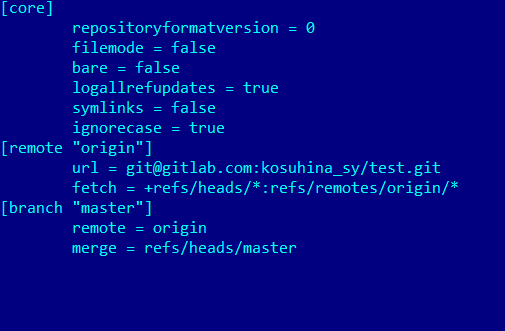 [core]
        repositoryformatversion = 0
        filemode = false
        bare = false
        logallrefupdates = true
        symlinks = false
        ignorecase = true
[remote "origin"]
        url = git@gitlab.com:kosuhina_sy/test.git
        fetch = +refs/heads/*:refs/remotes/origin/*
[branch "master"]
        remote = origin
        merge = refs/heads/master